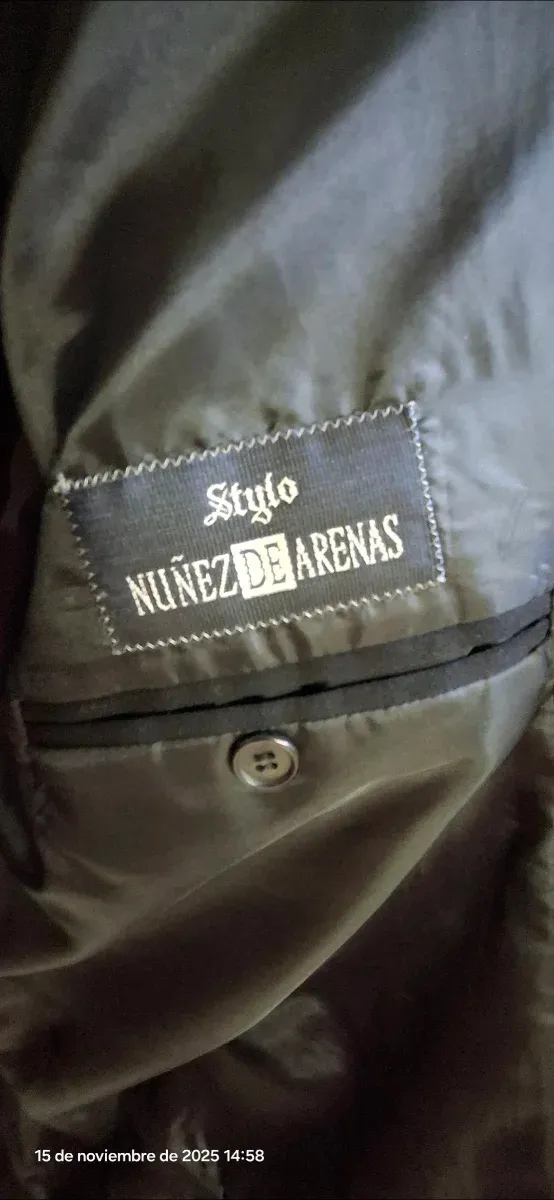 Stylo
NUÑEZ DE ARENAS
15 de noviembre de 2025 14:58